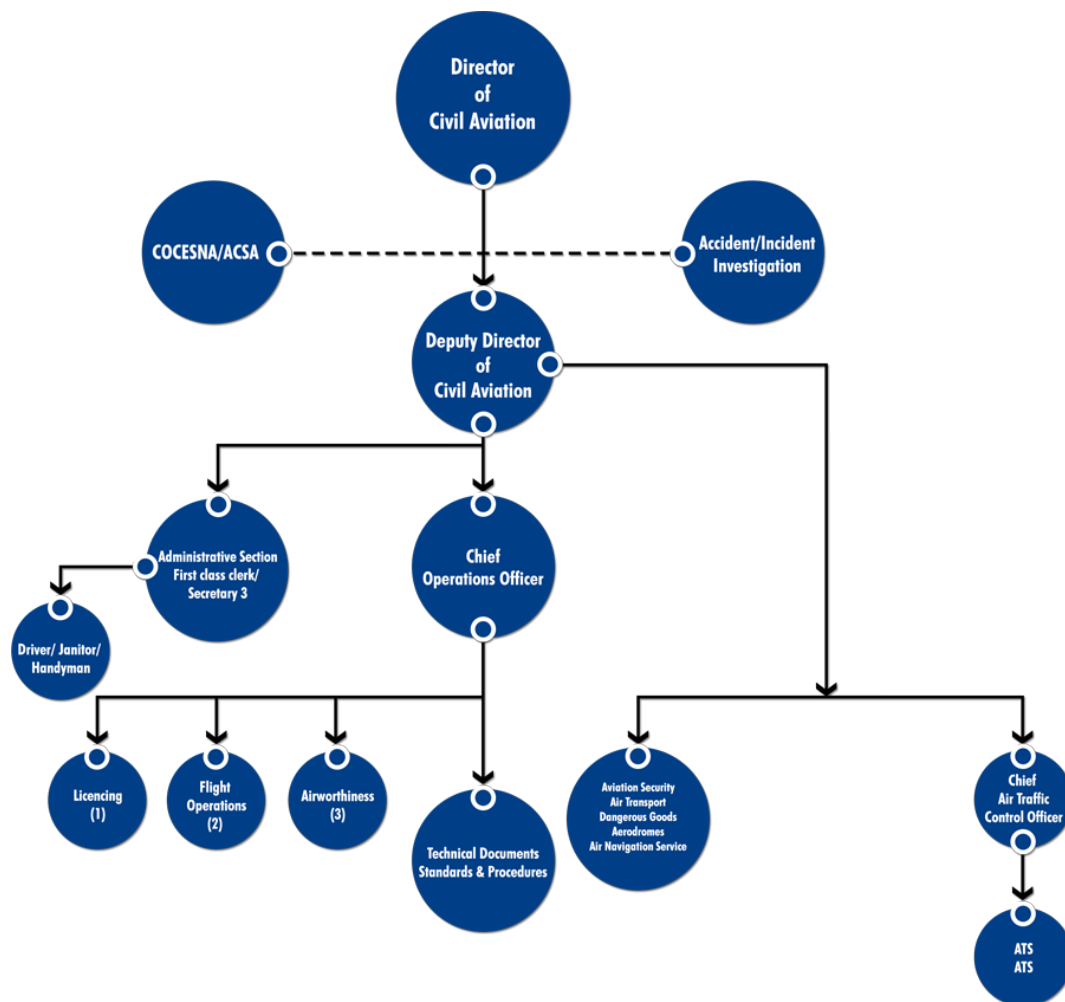 Director
of
Civil Aviation
COCESNA/ACSA
Accident/Incident
Investigation
Deputy Director
of
Civil Aviation
Administrative Section
First class clerk/
Secretary 3
Chief
Operations Officer
Driver/ Janitor/
Handyman
Licencing
(1)
Flight
Operations
(2)
Airworthiness
(3)
Technical Documents
Standards & Procedures
Aviation Security
Air Transport
Dangerous Goods
Aerodromes
Air Navigation Service
Chief
Air Traffic
Control Officer
ATS
ATS